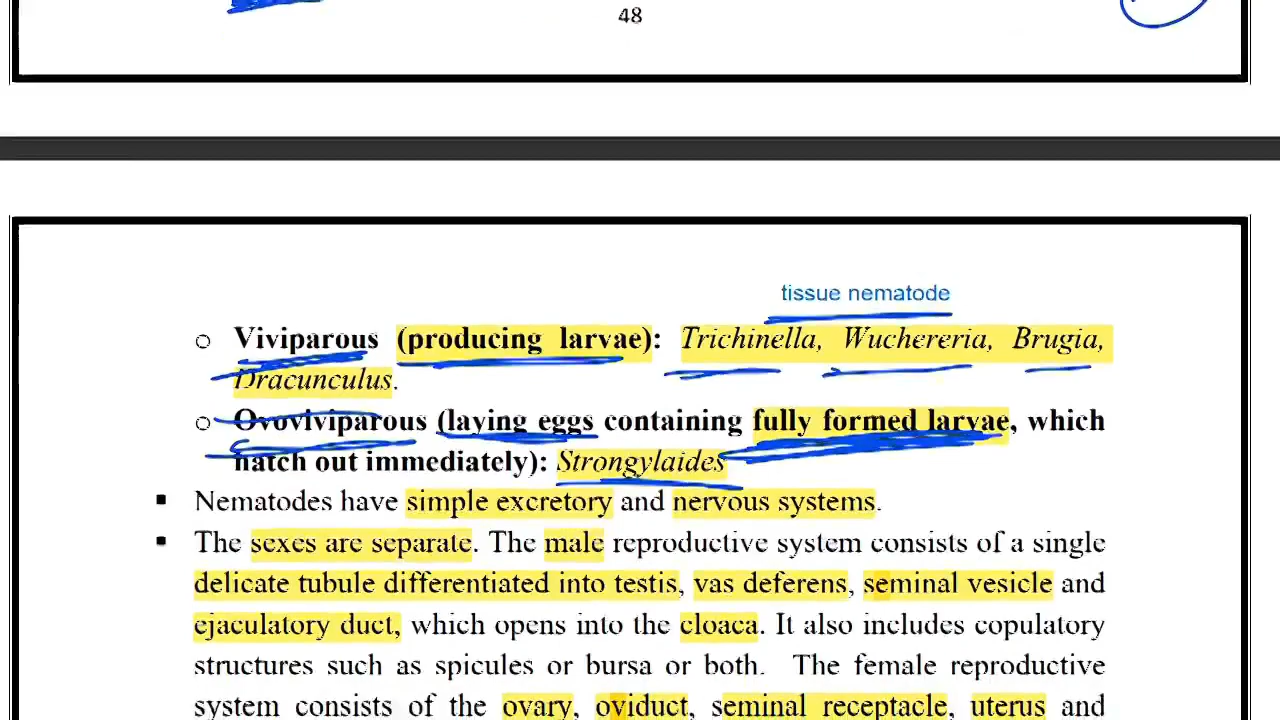 48
tissue nematode
○ Viviparous (producing larvae): Trichinella, Wuchereria, Brugia,
Dracunculus.
○ Ovoviviparous (laying eggs containing fully formed larvae, which
hatch out immediately): Strongylaides
▪ Nematodes have simple excretory and nervous systems.
▪ The sexes are separate. The male reproductive system consists of a single
delicate tubule differentiated into testis, vas deferens, seminal vesicle and
ejaculatory duct, which opens into the cloaca. It also includes copulatory
structures such as spicules or bursa or both. The female reproductive
system consists of the ovary, oviduct, seminal receptacle, uterus and